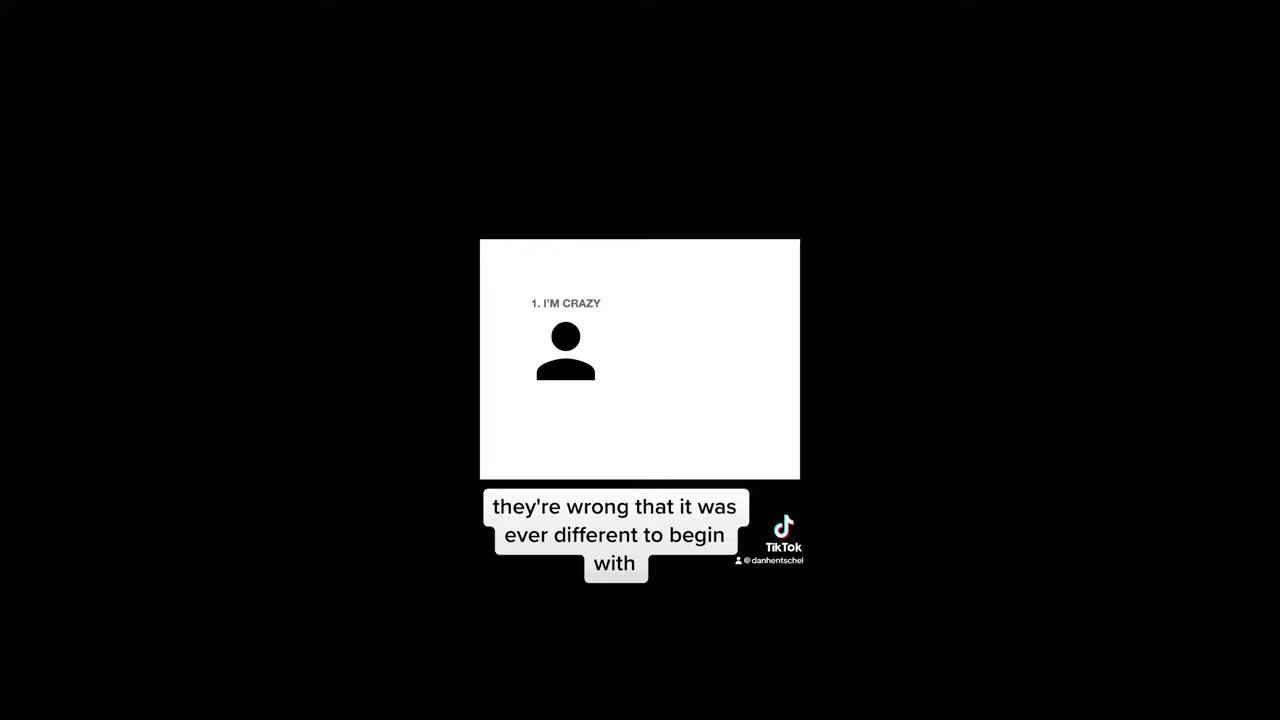 1. I'M CRAZY
they're wrong that it was
ever different to begin
with
TikTok
@danhentschel